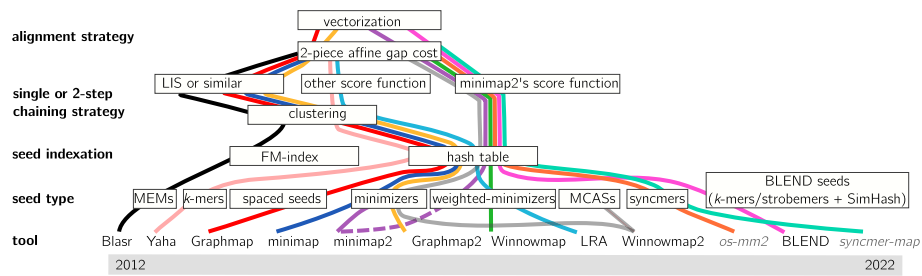 vectorization
alignment strategy
2-piece affine gap cost
LIS or similar
other score function
minimap2's score function
single or 2-step
chaining strategy
clustering
seed indexation
FM-index
hash table
seed type
MEMs
k-mers
spaced seeds
minimizers
weighted-minimizers
MCASs
syncmers
BLEND seeds
(k-mers/strobemers + SimHash)
tool
Blasr
Yaha
Graphmap
minimap
minimap2
Graphmap2
Winnowmap
LRA
Winnowmap2
os-mm2
BLEND
syncmer-map
2012
2022